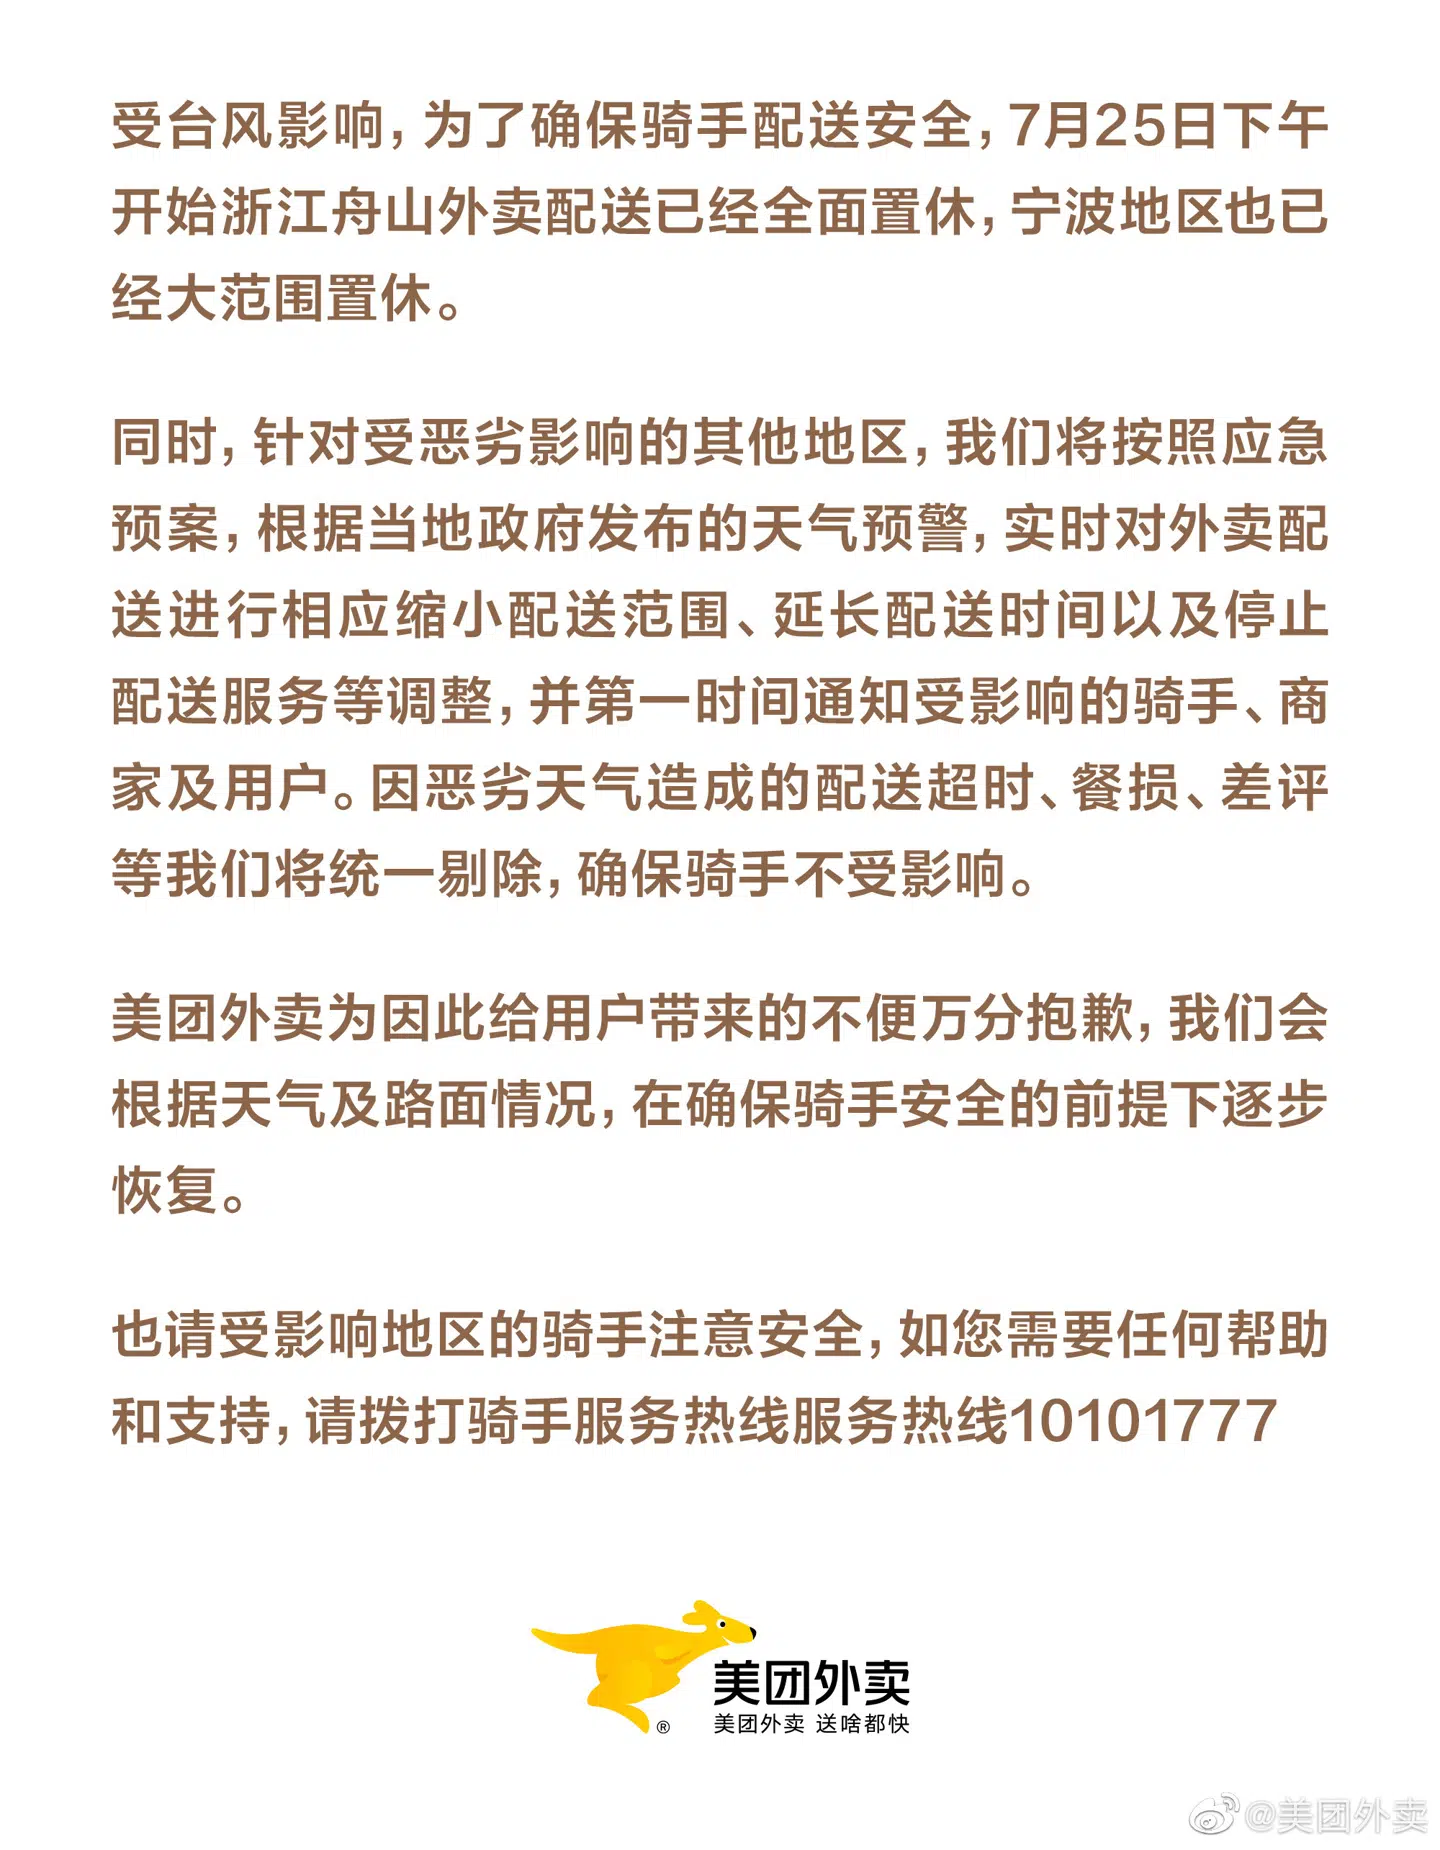 受台风影响，为了确保骑手配送安全，7月25日下午
开始浙江舟山外卖配送已经全面置休，宁波地区也已
经大范围置休。
同时，针对受恶劣影响的其他地区，我们将按照应急
预案，根据当地政府发布的天气预警，实时对外卖配
送进行相应缩小配送范围、延长配送时间以及停止
配送服务等调整，并第一时间通知受影响的骑手、商
家及用户。因恶劣天气造成的配送超时、餐损、差评
等我们将统一剔除，确保骑手不受影响。
美团外卖为因此给用户带来的不便万分抱歉，我们会
根据天气及路面情况，在确保骑手安全的前提下逐步
恢复。
也请受影响地区的骑手注意安全，如您需要任何帮助
和支持，请拨打骑手服务热线服务热线10101777
美团外卖
®
美团外卖 送啥都快
@美团外卖